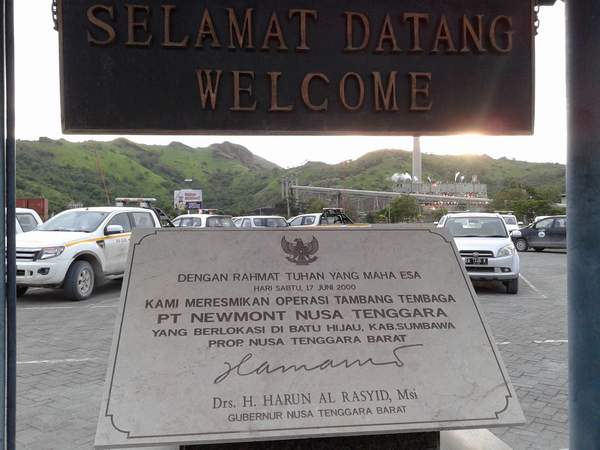 SELAMAT DATANG
WELCOME
DENGAN RAHMAT TUHAN YANG MAHA ESA
HARI SABTU, 17 JUNI 2000
KAMI MERESMIKAN OPERASI TAMBANG TEMBAGA
PT NEWMONT NUSA TENGGARA
YANG BERLOKASI DI BATU HIJAU, KAB.SUMBAWA
PROP. NUSA TENGGARA BARAT
Drs. H. HARUN AL RASYID, Msi
GUBERNUR NUSA TENGGARA BARAT